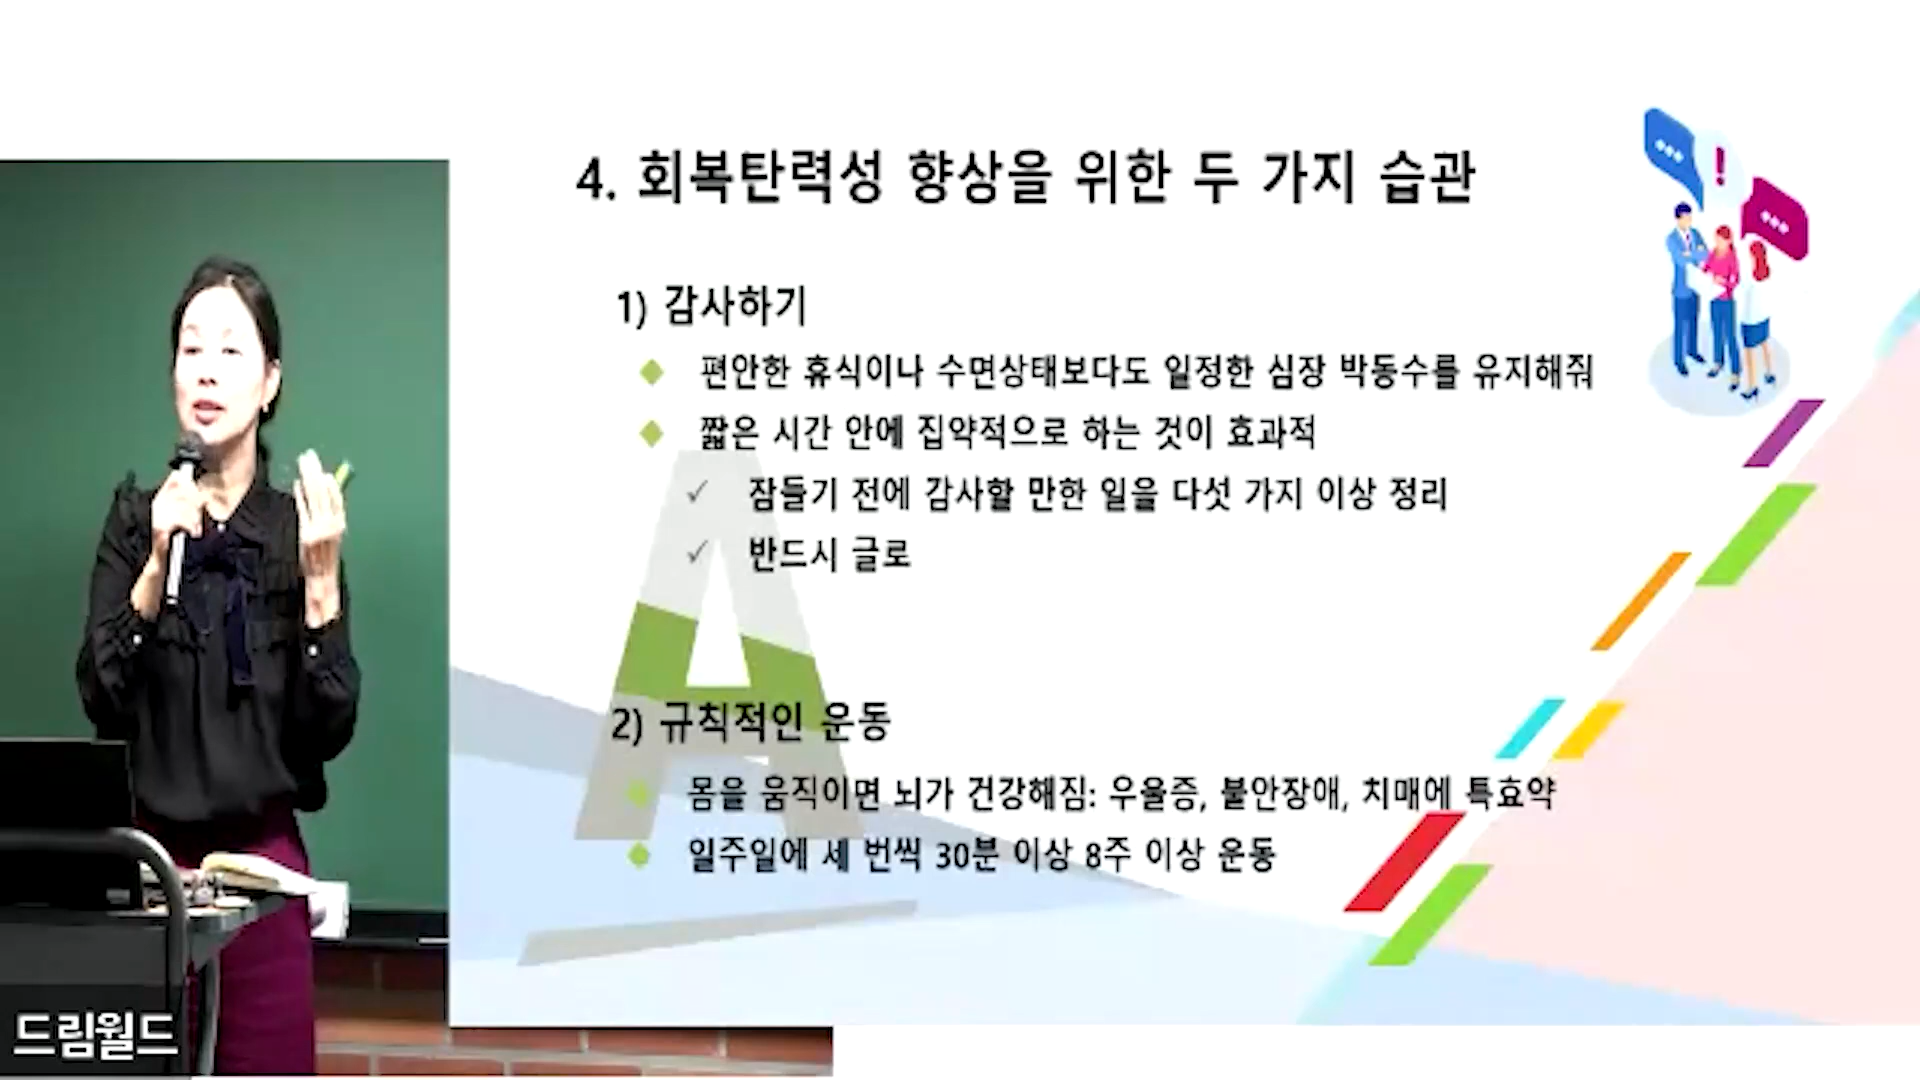 4. 회복탄력성 향상을 위한 두 가지 습관
1) 감사하기
편안한 휴식이나 수면상태보다도 일정한 심장 박동수를 유지해줘
짧은 시간 안에 집약적으로 하는 것이 효과적
✓ 잠들기 전에 감사할 만한 일을 다섯 가지 이상 정리
✓ 반드시 글로
2) 규칙적인 운동
몸을 움직이면 뇌가 건강해짐: 우울증, 불안장애, 치매에 특효약
일주일에 세 번씩 30분 이상 8주 이상 운동
드림월드